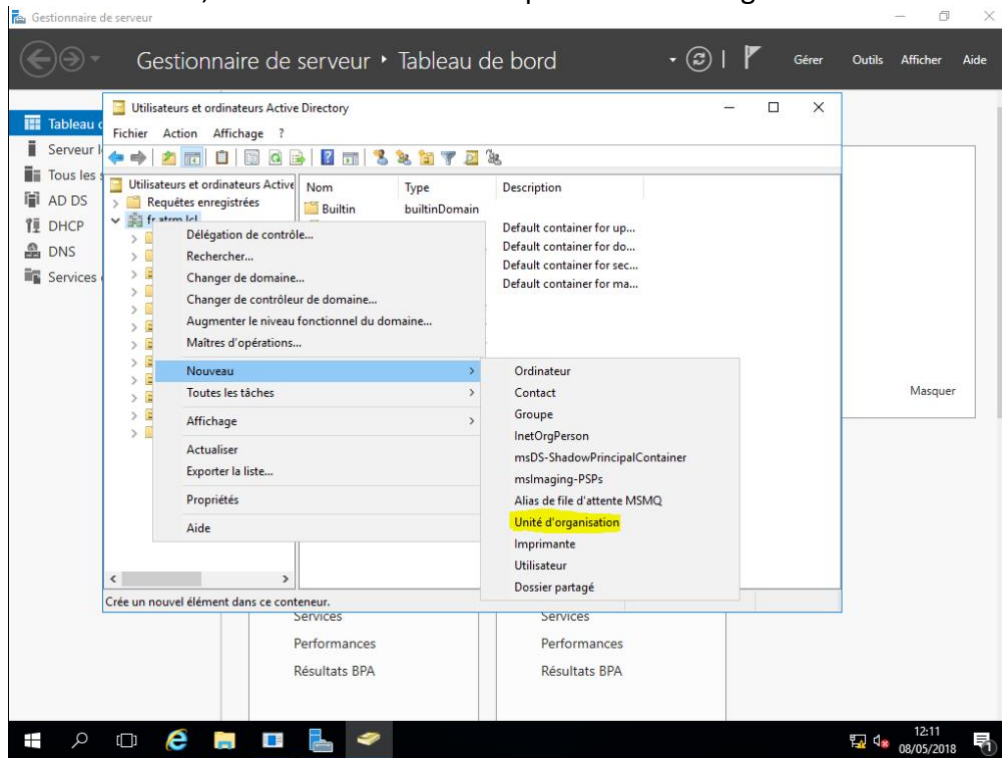 Gestionnaire de serveur
Gestionnaire de serveur • Tableau de bord
Gérer Outils Afficher Aide
Utilisateurs et ordinateurs Active Directory
Fichier Action Affichage ?
Tableau
Serveur
Tous les
AD DS
DHCP
DNS
Services
Utilisateurs et ordinateurs Active
Requêtes enregistrées
fr.atrm.lcl
Nom Type Description
Builtin builtinDomain
Default container for up...
Default container for do...
Default container for sec...
Default container for ma...
Délégation de contrôle...
Rechercher...
Changer de domaine...
Changer de contrôleur de domaine...
Augmenter le niveau fonctionnel du domaine...
Maîtres d'opérations...
Nouveau >
Toutes les tâches >
Affichage >
Actualiser
Exporter la liste...
Propriétés
Aide
Ordinateur
Contact
Groupe
InetOrgPerson
msDS-ShadowPrincipalContainer
msImaging-PSPs
Alias de file d'attente MSMQ
Unité d'organisation
Imprimante
Utilisateur
Dossier partagé
Masquer
Crée un nouvel élément dans ce conteneur.
Services
Performances
Résultats BPA
Services
Performances
Résultats BPA
12:11
08/05/2018